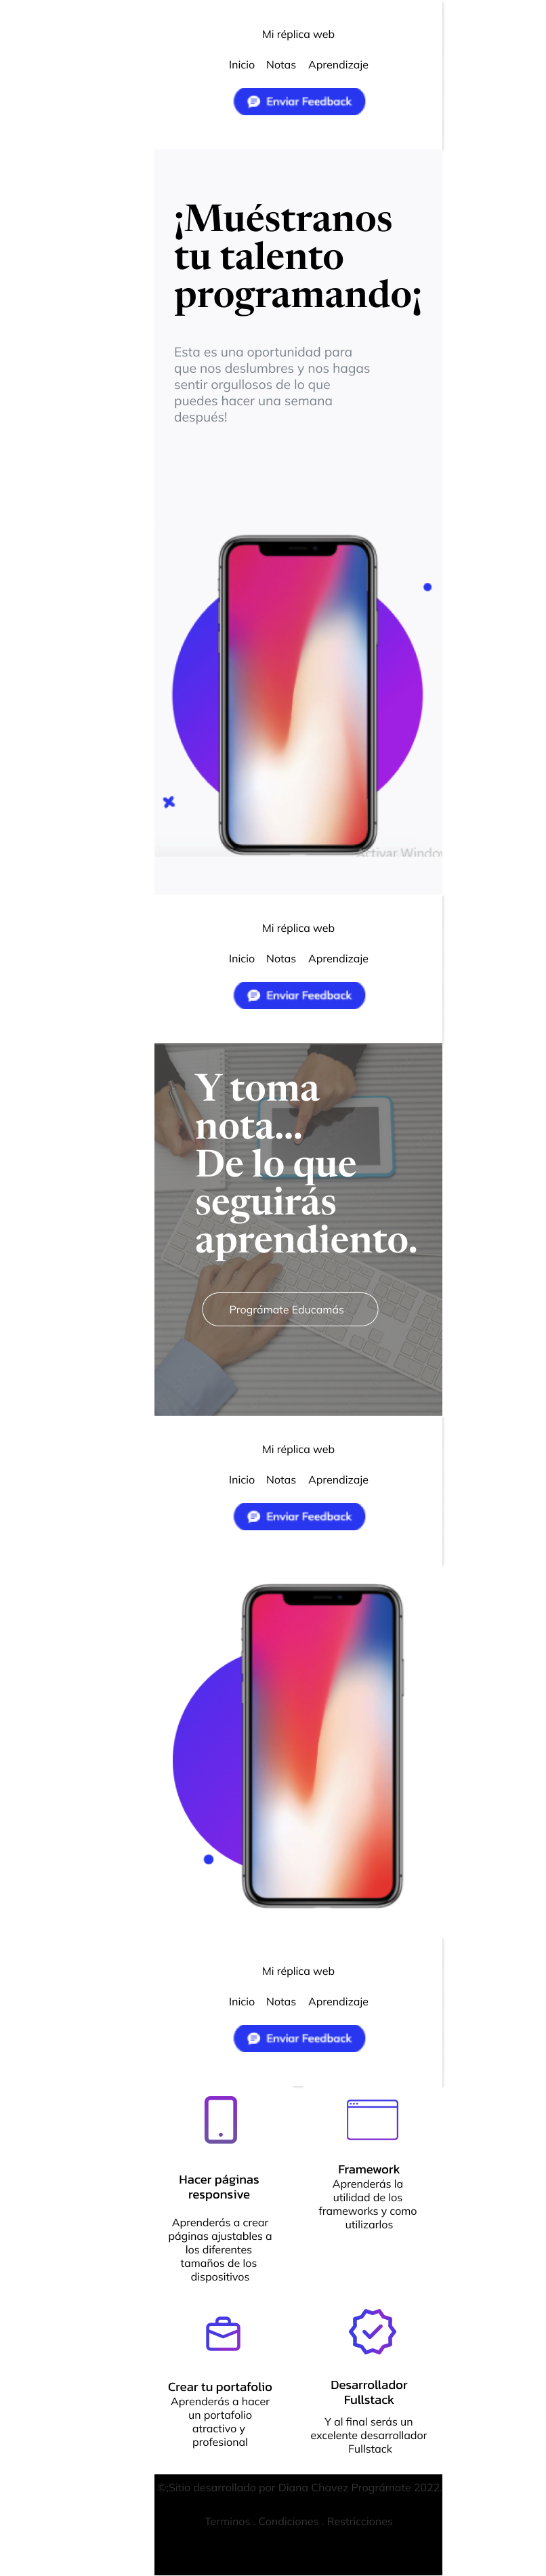 Mi réplica web
Inicio Notas Aprendizaje
Enviar Feedback
¡Muéstranos
tu talento
programando¡
Esta es una oportunidad para
que nos deslumbres y nos hagas
sentir orgullosos de lo que
puedes hacer una semana
después!
Activar Window
Mi réplica web
Inicio Notas Aprendizaje
Enviar Feedback
Y toma
nota...
De lo que
seguirás
aprendiento.
Prográmate Educamás
Mi réplica web
Inicio Notas Aprendizaje
Enviar Feedback
Mi réplica web
Inicio Notas Aprendizaje
Enviar Feedback
Hacer páginas
responsive
Aprenderás a crear
páginas ajustables a
los diferentes
tamaños de los
dispositivos
Framework
Aprenderás la
utilidad de los
frameworks y como
utilizarlos
Crear tu portafolio
Aprenderás a hacer
un portafolio
atractivo y
profesional
Desarrollador
Fullstack
Y al final serás un
excelente desarrollador
Fullstack
©;Sitio desarrollado por Diana Chavez Prográmate 2022
Terminos . Condiciones . Restricciones